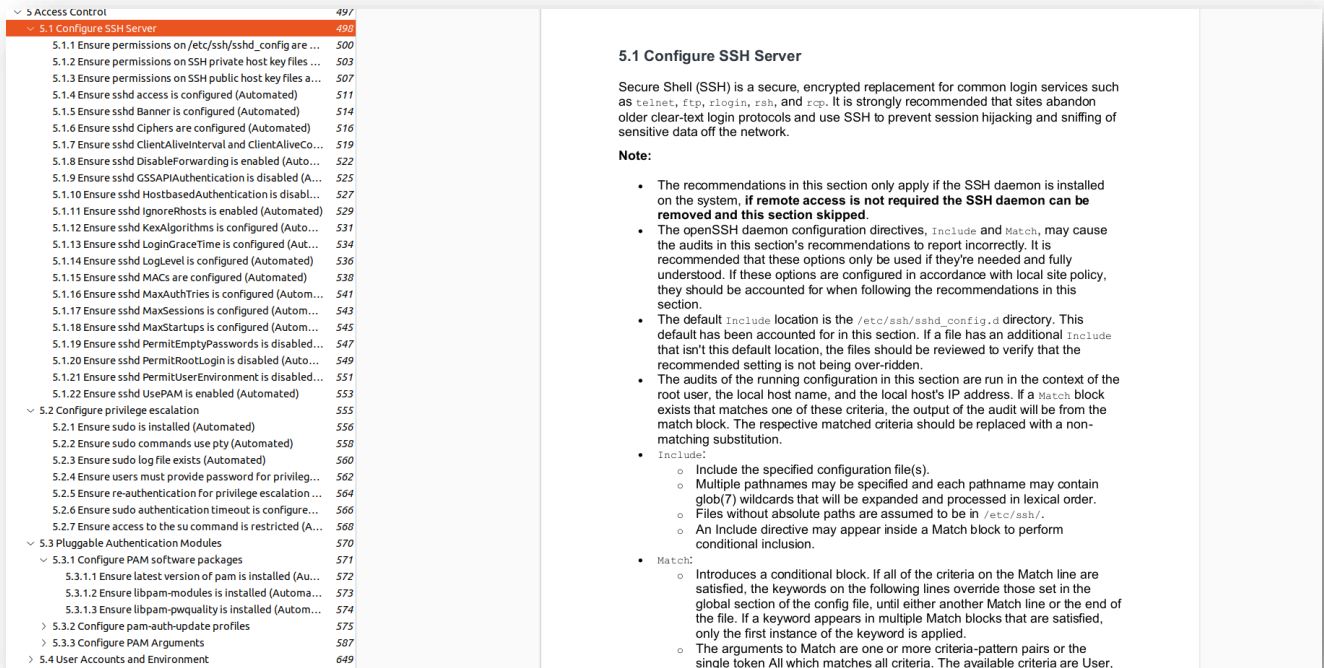 5 Access Control 497
5.1 Configure SSH Server 498
5.1.1 Ensure permissions on /etc/ssh/sshd_config are ... 500
5.1.2 Ensure permissions on SSH private host key files ... 503
5.1.3 Ensure permissions on SSH public host key files a... 507
5.1.4 Ensure sshd access is configured (Automated) 511
5.1.5 Ensure sshd Banner is configured (Automated) 514
5.1.6 Ensure sshd Ciphers are configured (Automated) 516
5.1.7 Ensure sshd ClientAliveInterval and ClientAliveCo... 519
5.1.8 Ensure sshd DisableForwarding is enabled (Auto... 522
5.1.9 Ensure sshd GSSAPIAuthentication is disabled (A... 525
5.1.10 Ensure sshd HostbasedAuthentication is disabl... 527
5.1.11 Ensure sshd IgnoreRhosts is enabled (Automated) 529
5.1.12 Ensure sshd KexAlgorithms is configured (Auto... 531
5.1.13 Ensure sshd LoginGraceTime is configured (Aut... 534
5.1.14 Ensure sshd LogLevel is configured (Automated) 536
5.1.15 Ensure sshd MACs are configured (Automated) 538
5.1.16 Ensure sshd MaxAuthTries is configured (Autom... 541
5.1.17 Ensure sshd MaxSessions is configured (Autom... 543
5.1.18 Ensure sshd MaxStartups is configured (Autom... 545
5.1.19 Ensure sshd PermitEmptyPasswords is disabled... 547
5.1.20 Ensure sshd PermitRootLogin is disabled (Auto... 549
5.1.21 Ensure sshd PermitUserEnvironment is disabled... 551
5.1.22 Ensure sshd UsePAM is enabled (Automated) 553
5.2 Configure privilege escalation 555
5.2.1 Ensure sudo is installed (Automated) 556
5.2.2 Ensure sudo commands use pty (Automated) 558
5.2.3 Ensure sudo log file exists (Automated) 560
5.2.4 Ensure users must provide password for privileg... 562
5.2.5 Ensure re-authentication for privilege escalation ... 564
5.2.6 Ensure sudo authentication timeout is configure... 566
5.2.7 Ensure access to the su command is restricted (A... 568
5.3 Pluggable Authentication Modules 570
5.3.1 Configure PAM software packages 571
5.3.1.1 Ensure latest version of pam is installed (Au... 572
5.3.1.2 Ensure libpam-modules is installed (Automa... 573
5.3.1.3 Ensure libpam-pwquality is installed (Autom... 574
5.3.2 Configure pam-auth-update profiles 575
5.3.3 Configure PAM Arguments 587
5.4 User Accounts and Environment 649
5.1 Configure SSH Server
Secure Shell (SSH) is a secure, encrypted replacement for common login services such
as telnet, ftp, rlogin, rsh, and rcp. It is strongly recommended that sites abandon
older clear-text login protocols and use SSH to prevent session hijacking and sniffing of
sensitive data off the network.
Note:
• The recommendations in this section only apply if the SSH daemon is installed
on the system, if remote access is not required the SSH daemon can be
removed and this section skipped.
• The openSSH daemon configuration directives, Include and Match, may cause
the audits in this section's recommendations to report incorrectly. It is
recommended that these options only be used if they're needed and fully
understood. If these options are configured in accordance with local site policy,
they should be accounted for when following the recommendations in this
section.
• The default Include location is the /etc/ssh/sshd_config.d directory. This
default has been accounted for in this section. If a file has an additional Include
that isn't this default location, the files should be reviewed to verify that the
recommended setting is not being over-ridden.
• The audits of the running configuration in this section are run in the context of the
root user, the local host name, and the local host's IP address. If a Match block
exists that matches one of these criteria, the output of the audit will be from the
match block. The respective matched criteria should be replaced with a non-
matching substitution.
• Include:
o Include the specified configuration file(s).
o Multiple pathnames may be specified and each pathname may contain
glob(7) wildcards that will be expanded and processed in lexical order.
o Files without absolute paths are assumed to be in /etc/ssh/.
o An Include directive may appear inside a Match block to perform
conditional inclusion.
• Match:
o Introduces a conditional block. If all of the criteria on the Match line are
satisfied, the keywords on the following lines override those set in the
global section of the config file, until either another Match line or the end of
the file. If a keyword appears in multiple Match blocks that are satisfied,
only the first instance of the keyword is applied.
o The arguments to Match are one or more criteria-pattern pairs or the
single token All which matches all criteria. The available criteria are User,